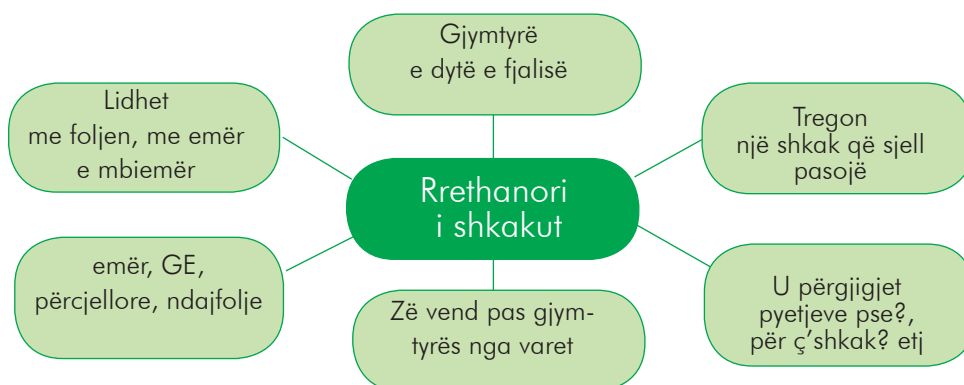 Gjymtyrë
e dytë e fjalisë
Lidhet
me foljen, me emër
e mbiemër
Tregon
një shkak që sjell
pasojë
Rrethanori
i shkakut
emër, GE,
përcjellore, ndajfolje
Zë vend pas gjym-
tyrës nga varet
U përgjigjet
pyetjeve pse?,
për ç’shkak? etj